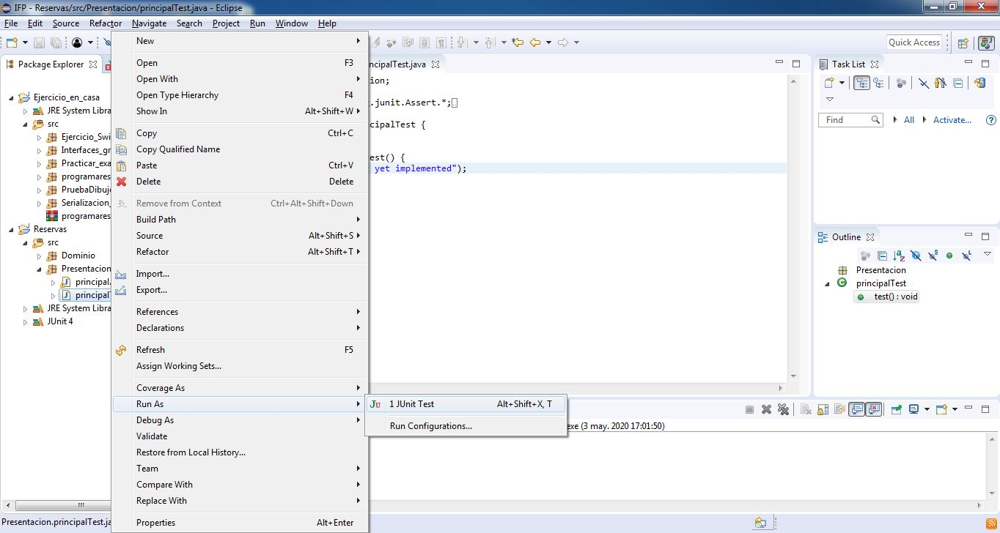 IFP - Reservas/src/Presentacion/principalTest.java - Eclipse
File Edit Source Refactor Navigate Search Project Run Window Help
Quick Access
Package Explorer
Ejercicio_en_casa
JRE System Libra
src
Ejercicio_Swi
Interfaces_gr
Practicar_exa
programares
PruebaDibujo
Serializacion_
programares
Reservas
src
Dominio
Presentacion
principal.
principalT
JRE System Libra
JUnit 4
New
Open F3
Open With
Open Type Hierarchy F4
Show In Alt+Shift+W
Copy Ctrl+C
Copy Qualified Name
Paste Ctrl+V
Delete Delete
Remove from Context Ctrl+Alt+Shift+Down
Build Path
Source Alt+Shift+S
Refactor Alt+Shift+T
Import...
Export...
References
Declarations
Refresh F5
Assign Working Sets...
Coverage As
Run As
Debug As
Validate
Restore from Local History...
Team
Compare With
Replace With
Properties Alt+Enter
1 JUnit Test Alt+Shift+X, T
Run Configurations...
ncipalTest.java
ion;
.junit.Assert.*;
cipalTest {
est() {
yet implemented");
Task List
Find All Activate...
Outline
Presentacion
principalTest
test() : void
exe (3 may. 2020 17:01:50)
Presentacion.principalTest.ja